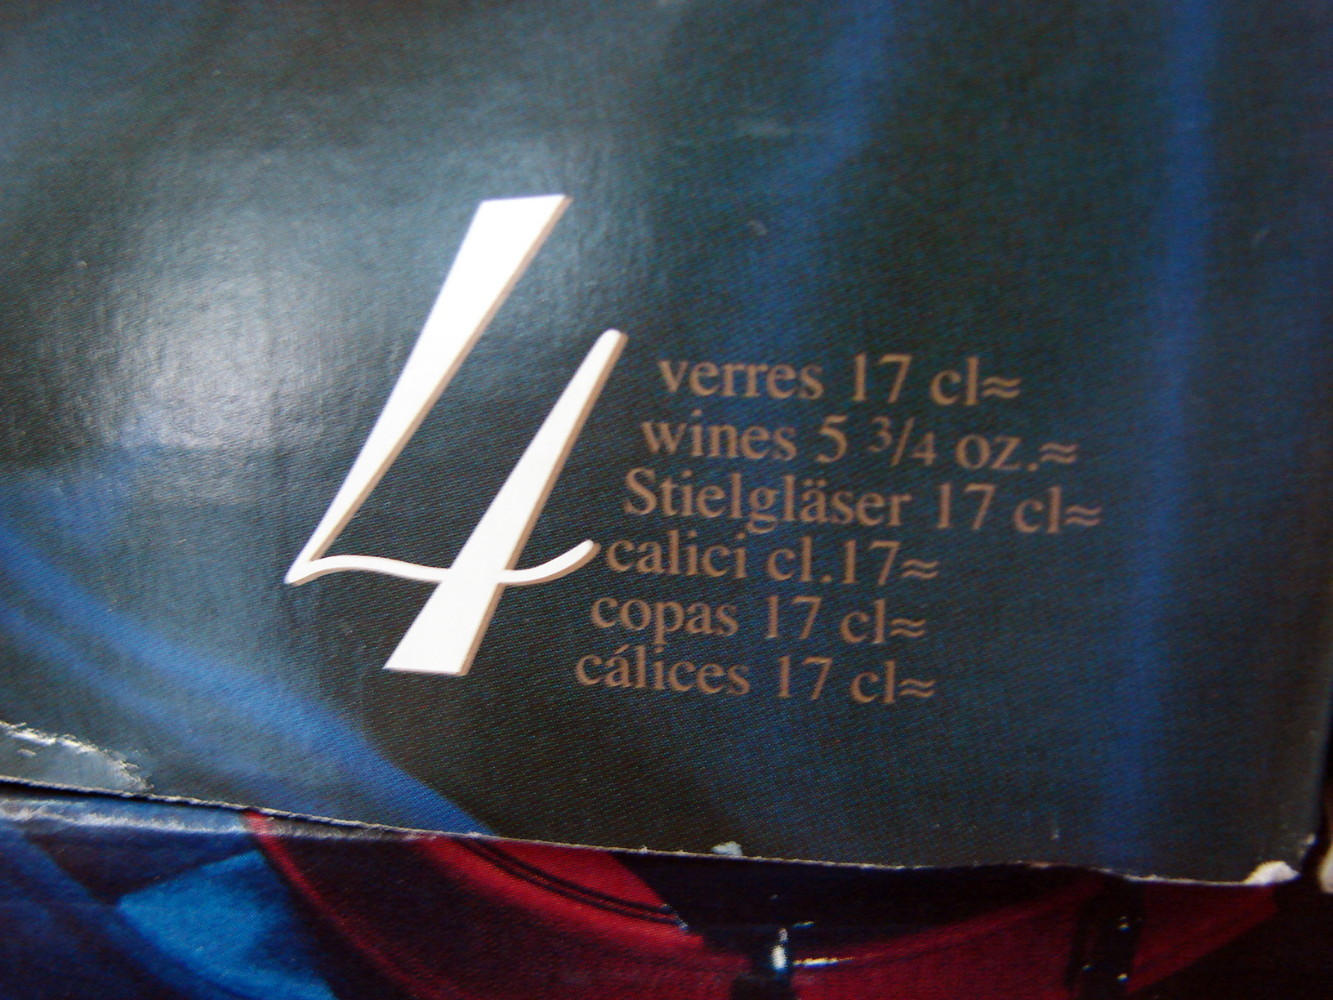 4
verres 17 cl≈
wines 5 3/4 oz.≈
Stielgläser 17 cl≈
calici cl.17≈
copas 17 cl≈
cálices 17 cl≈